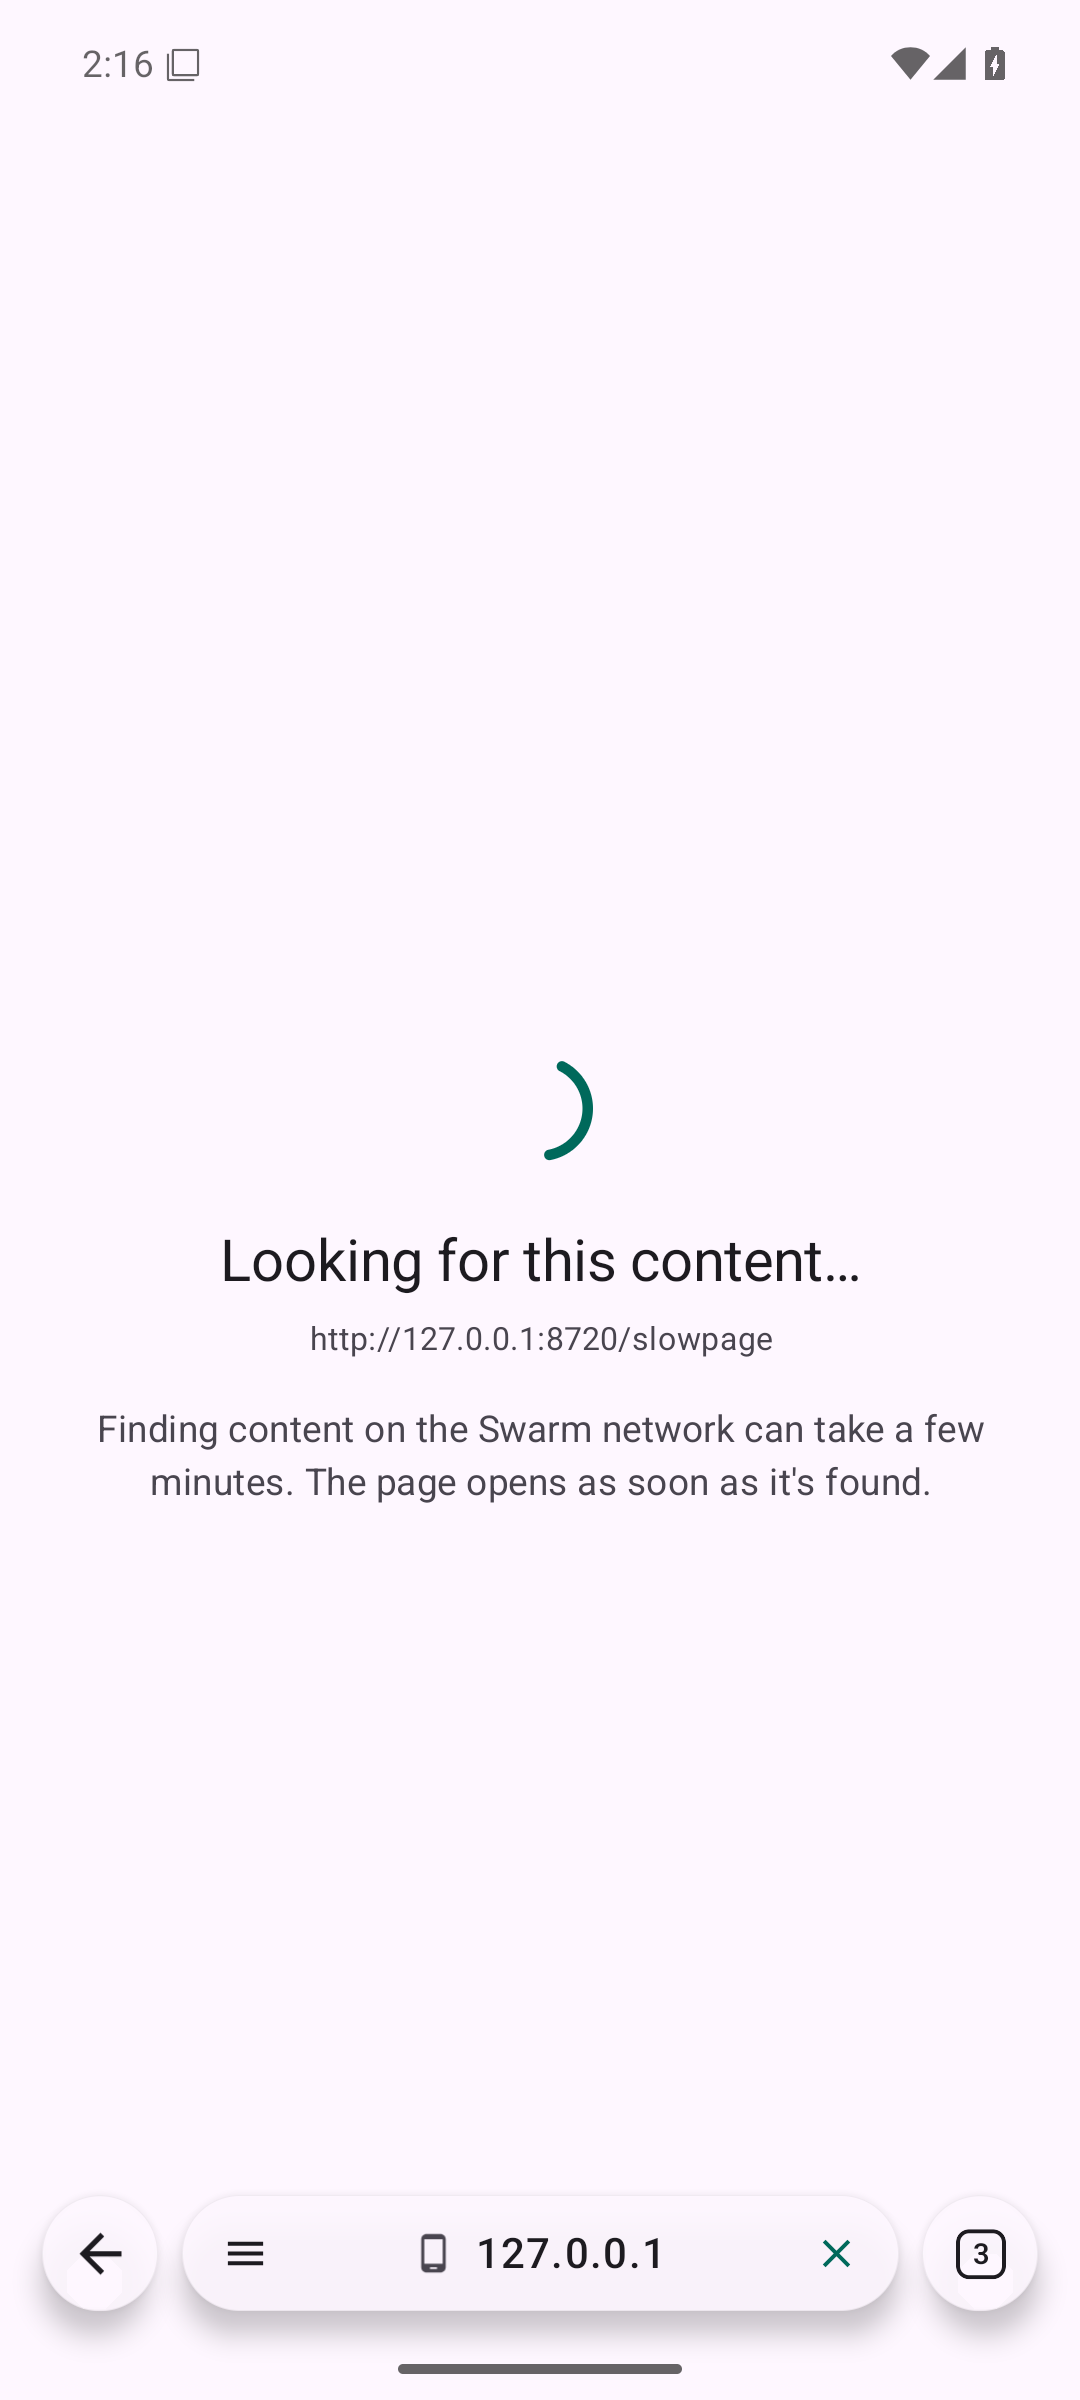 2:16
Looking for this content…
http://127.0.0.1:8720/slowpage
Finding content on the Swarm network can take a few
minutes. The page opens as soon as it's found.
127.0.0.1
3